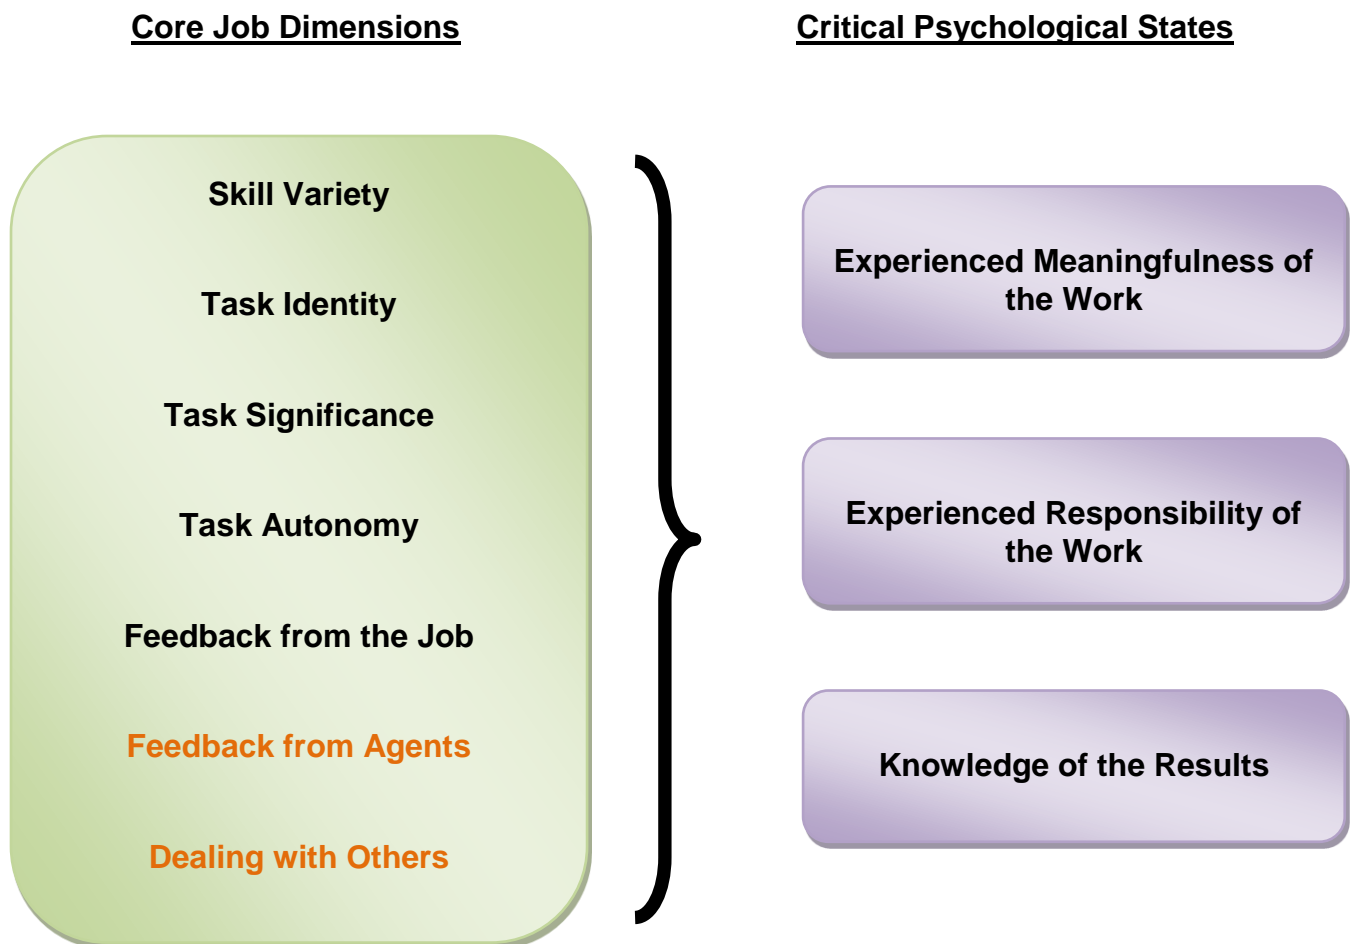 Core Job Dimensions
Critical Psychological States
Skill Variety
Task Identity
Task Significance
Task Autonomy
Feedback from the Job
Feedback from Agents
Dealing with Others
Experienced Meaningfulness of
the Work
Experienced Responsibility of
the Work
Knowledge of the Results